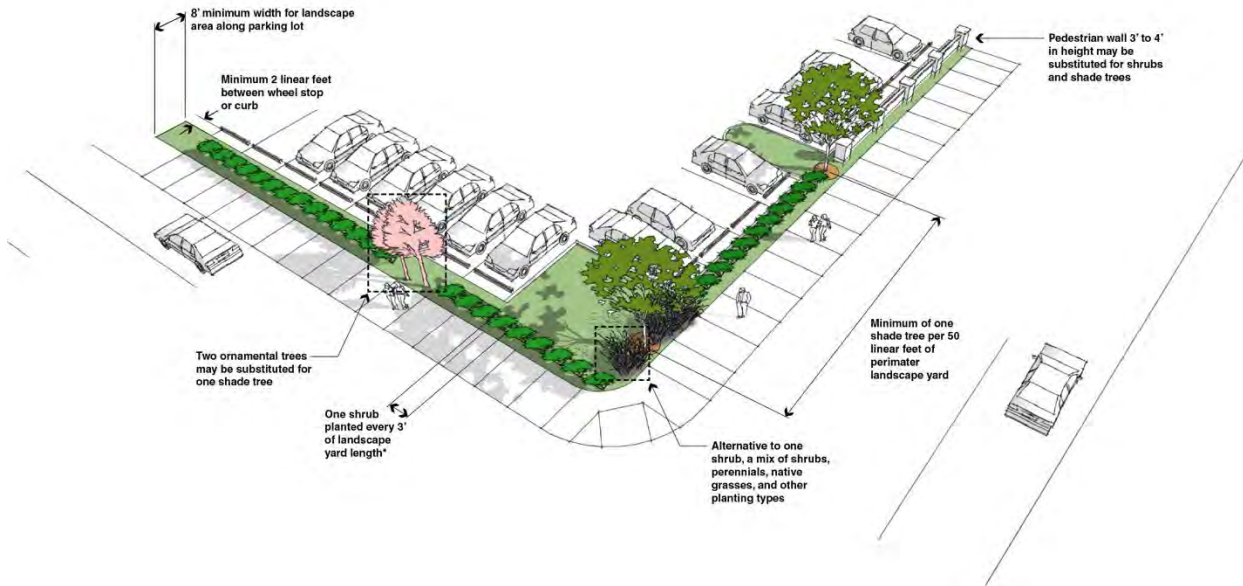 8' minimum width for landscape
area along parking lot
Minimum 2 linear feet
between wheel stop
or curb
Pedestrian wall 3' to 4'
in height may be
substituted for shrubs
and shade trees
Two ornamental trees
may be substituted for
one shade tree
One shrub
planted every 3'
of landscape
yard length*
Minimum of one
shade tree per 50
linear feet of
perimater
landscape yard
Alternative to one
shrub, a mix of shrubs,
perennials, native
grasses, and other
planting types